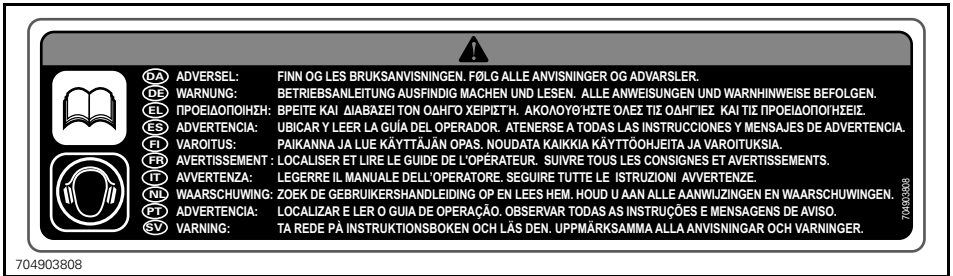 DA ADVERSEL: FINN OG LES BRUKSANVISNINGEN. FØLG ALLE ANVISNINGER OG ADVARSLER.
DE WARNUNG: BETRIEBSANLEITUNG AUSFINDIG MACHEN UND LESEN. ALLE ANWEISUNGEN UND WARNHINWEISE BEFOLGEN.
EL ΠΡΟΕΙΔΟΠΟΙΗΣΗ: ΒΡΕΙΤΕ ΚΑΙ ΔΙΑΒΆΣΕΙ ΤΟΝ ΟΔΗΓΌ ΧΕΙΡΙΣΤΉ. ΑΚΟΛΟΥΘΉΣΤΕ ΌΛΕΣ ΤΙΣ ΟΔΗΓΊΕΣ ΚΑΙ ΤΙΣ ΠΡΟΕΙΔΟΠΟΙΉΣΕΙΣ.
ES ADVERTENCIA: UBICAR Y LEER LA GUÍA DEL OPERADOR. ATENERSE A TODAS LAS INSTRUCCIONES Y MENSAJES DE ADVERTENCIA.
FI VAROITUS: PAIKANNA JA LUE KÄYTTÄJÄN OPAS. NOUDATA KAIKKIA KÄYTTÖOHJEITA JA VAROITUKSIA.
FR AVERTISSEMENT : LOCALISER ET LIRE LE GUIDE DE L'OPÉRATEUR. SUIVRE TOUS LES CONSIGNES ET AVERTISSEMENTS.
IT AVVERTENZA: LEGERRE IL MANUALE DELL'OPERATORE. SEGUIRE TUTTE LE ISTRUZIONI AVVERTENZE.
NL WAARSCHUWING: ZOEK DE GEBRUIKERSHANDLEIDING OP EN LEES HEM. HOUD U AAN ALLE AANWIJZINGEN EN WAARSCHUWINGEN.
PT ADVERTENCIA: LOCALIZAR E LER O GUIA DE OPERAÇÃO. OBSERVAR TODAS AS INSTRUÇÕES E MENSAGENS DE AVISO.
SV VARNING: TA REDE PÅ INSTRUKTIONSBOKEN OCH LÄS DEN. UPPMÄRKSAMMA ALLA ANVISNINGAR OCH VARNINGER.
704903808
704903808